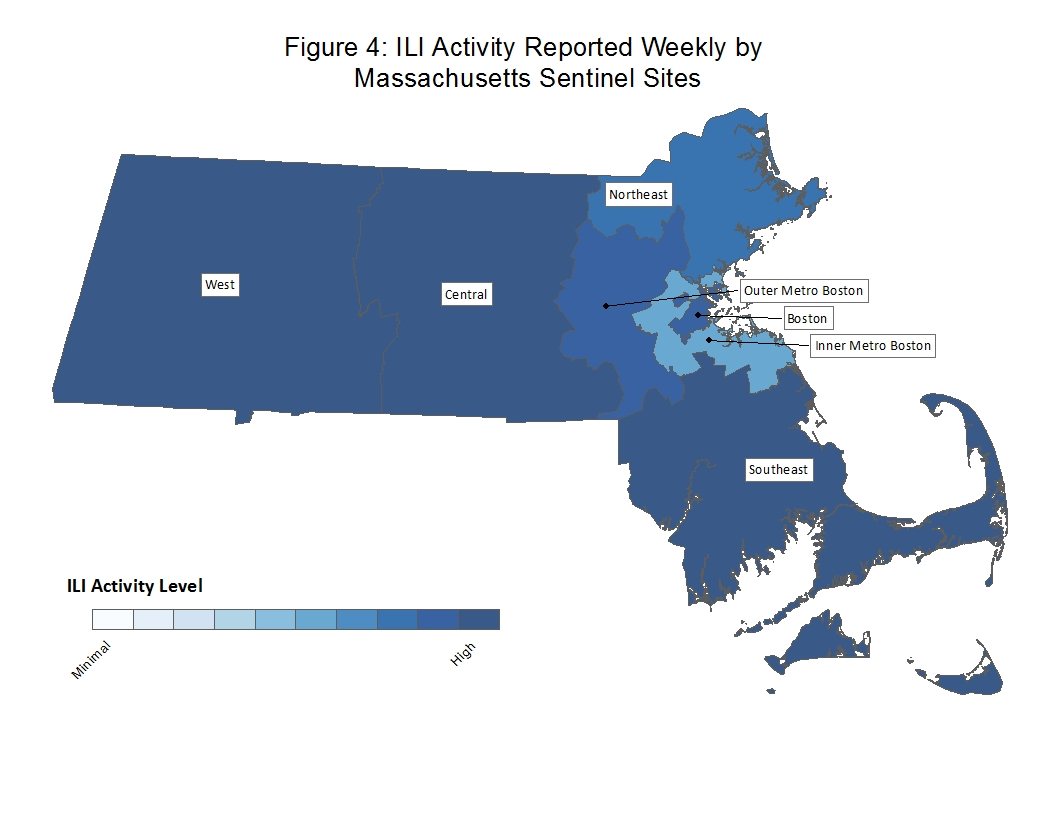 Figure 4: ILI Activity Reported Weekly by
Massachusetts Sentinel Sites
Northeast
West
Central
Outer Metro Boston
Boston
Inner Metro Boston
Southeast
ILI Activity Level
Minimal
High